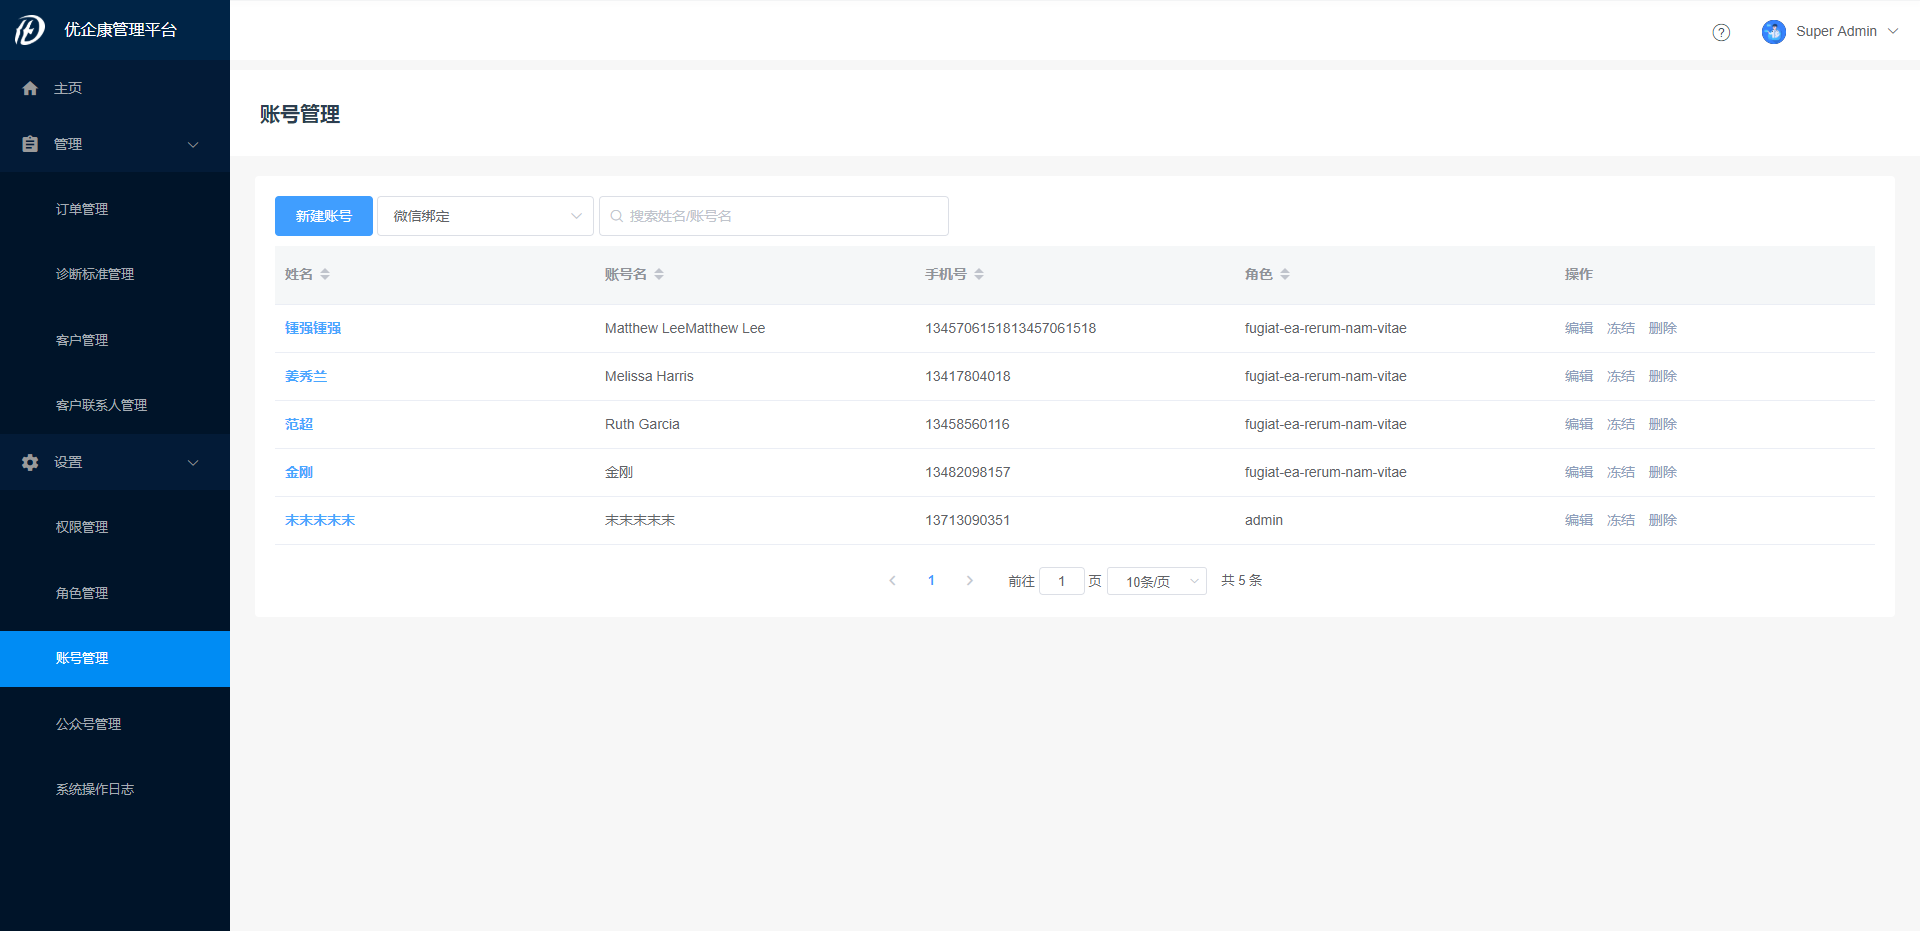 优企康管理平台
Super Admin
主页
管理
订单管理
诊断标准管理
客户管理
客户联系人管理
设置
权限管理
角色管理
账号管理
公众号管理
系统操作日志
账号管理
新建账号 微信绑定 搜索姓名/账号名
姓名 账号名 手机号 角色 操作
锺强锺强 Matthew LeeMatthew Lee 1345706151813457061518 fugiat-ea-rerum-nam-vitae 编辑 冻结 删除
姜秀兰 Melissa Harris 13417804018 fugiat-ea-rerum-nam-vitae 编辑 冻结 删除
范超 Ruth Garcia 13458560116 fugiat-ea-rerum-nam-vitae 编辑 冻结 删除
金刚 金刚 13482098157 fugiat-ea-rerum-nam-vitae 编辑 冻结 删除
末末末末末 末末末末末 13713090351 admin 编辑 冻结 删除
1 前往 1 页 10条/页 共 5 条